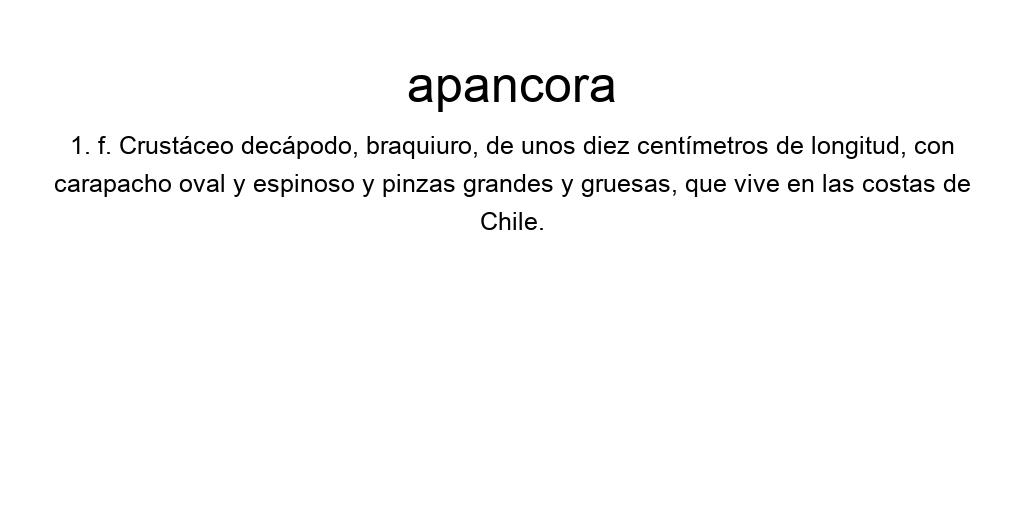 apancora
1. f. Crustáceo decápodo, braquiuro, de unos diez centímetros de longitud, con
carapacho oval y espinoso y pinzas grandes y gruesas, que vive en las costas de
Chile.